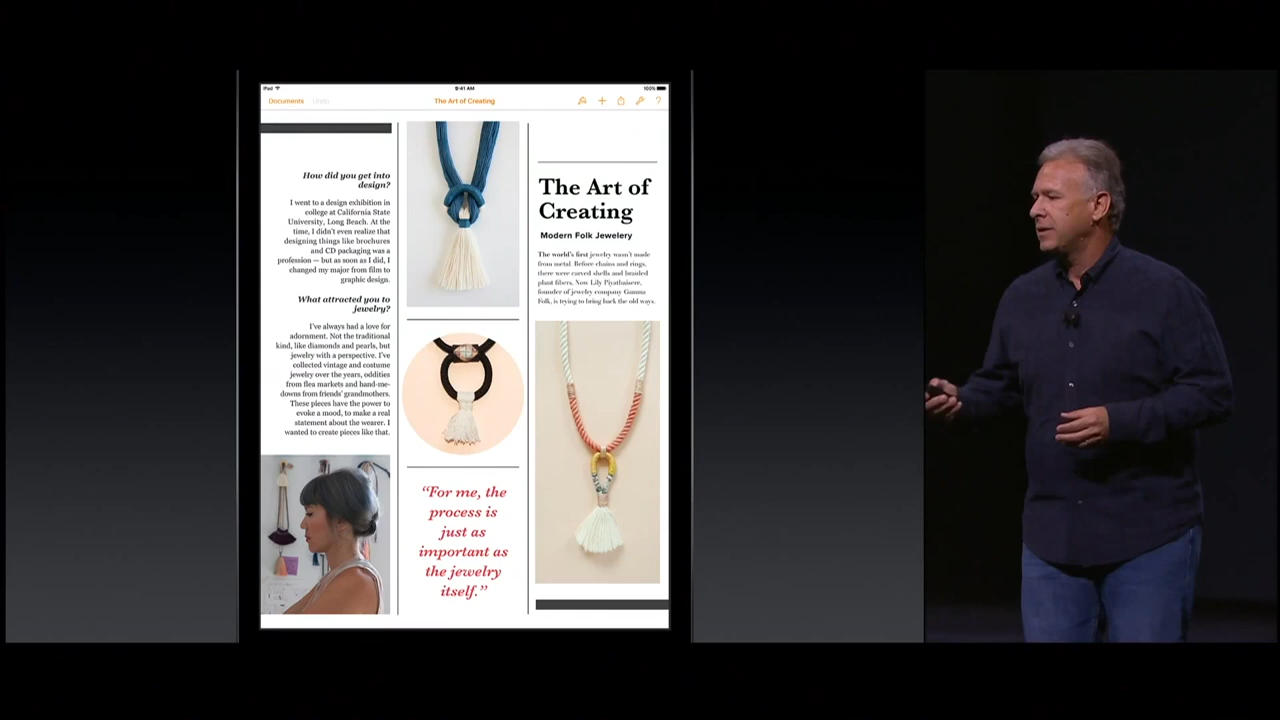 iPad
9:41 AM
100%
Documents
Undo
The Art of Creating
?
How did you get into
design?
I went to a design exhibition in
college at California State
University, Long Beach. At the
time, I didn't even realize that
designing things like brochures
and CD packaging was a
profession — but as soon as I did, I
changed my major from film to
graphic design.
What attracted you to
jewelry?
I've always had a love for
adornment. Not the traditional
kind, like diamonds and pearls, but
jewelry with a perspective. I've
collected vintage and costume
jewelry over the years, oddities
from flea markets and hand-me-
downs from friends' grandmothers.
These pieces have the power to
evoke a mood, to make a real
statement about the wearer. I
wanted to create pieces like that.
“For me, the
process is
just as
important as
the jewelry
itself.”
The Art of
Creating
Modern Folk Jewelery
The world's first jewelry wasn't made
from metal. Before chains and rings,
there were carved shells and braided
plant fibers. Now Lily Piyathaisere,
founder of jewelry company Gamma
Folk, is trying to bring back the old ways.